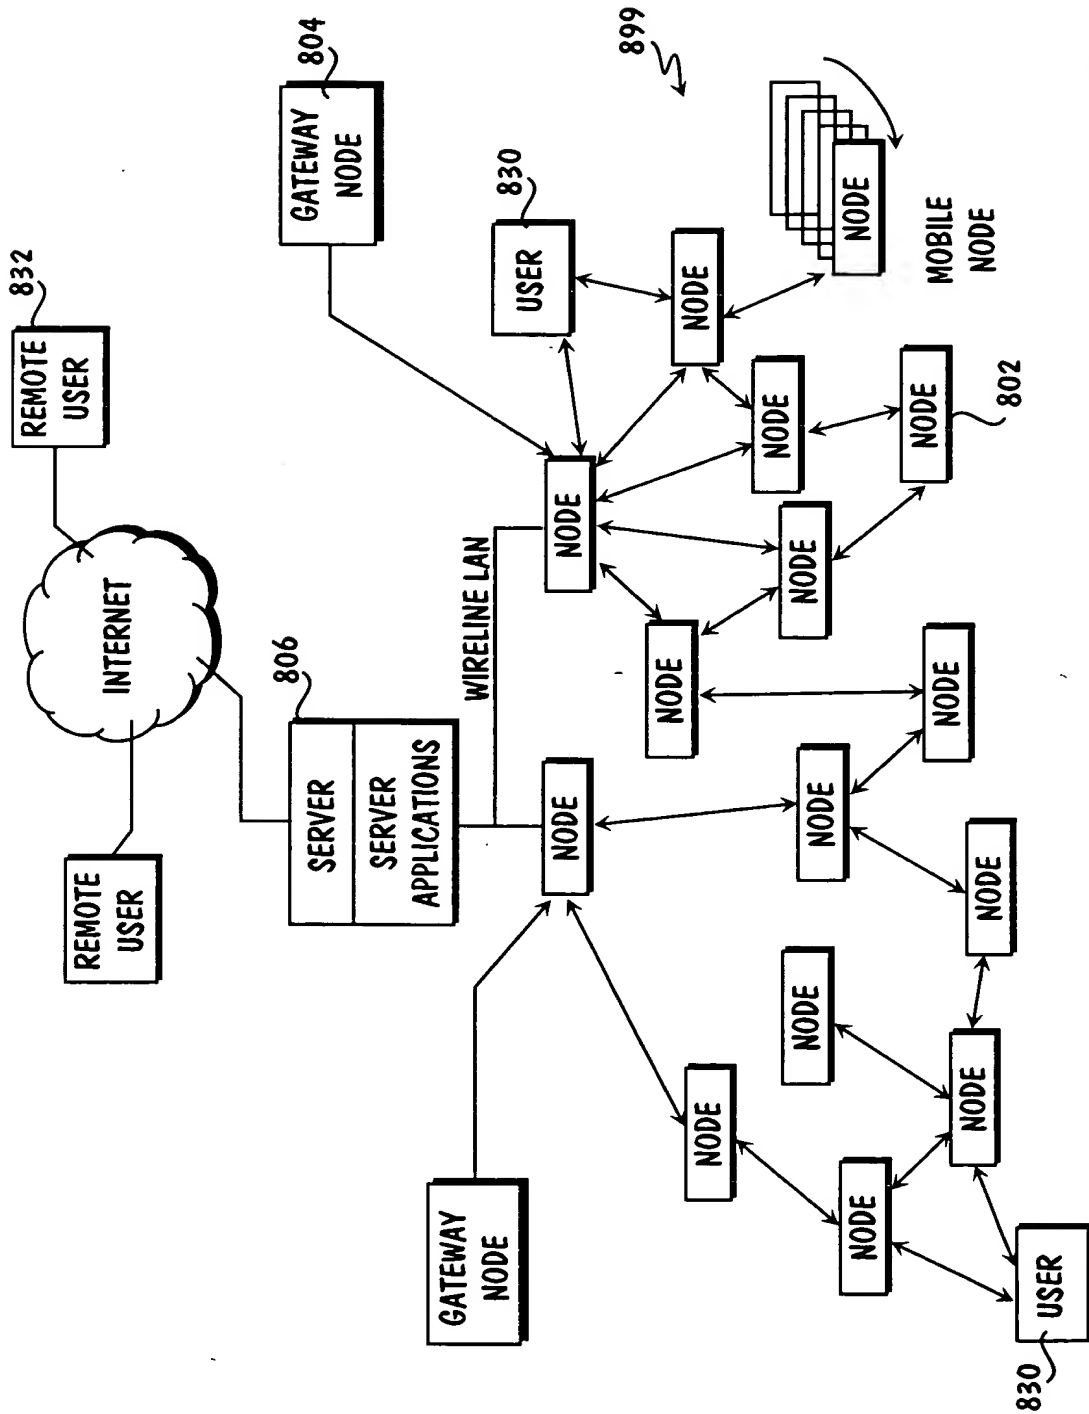 832
REMOTE
USER
INTERNET
REMOTE
USER
806
SERVER
SERVER
APPLICATIONS
804
GATEWAY
NODE
WIRELINE LAN
GATEWAY
NODE
830
USER
NODE
NODE
899
NODE
NODE
NODE
NODE
NODE
NODE
NODE
NODE
NODE
MOBILE
NODE
NODE
802
NODE
NODE
NODE
USER
830